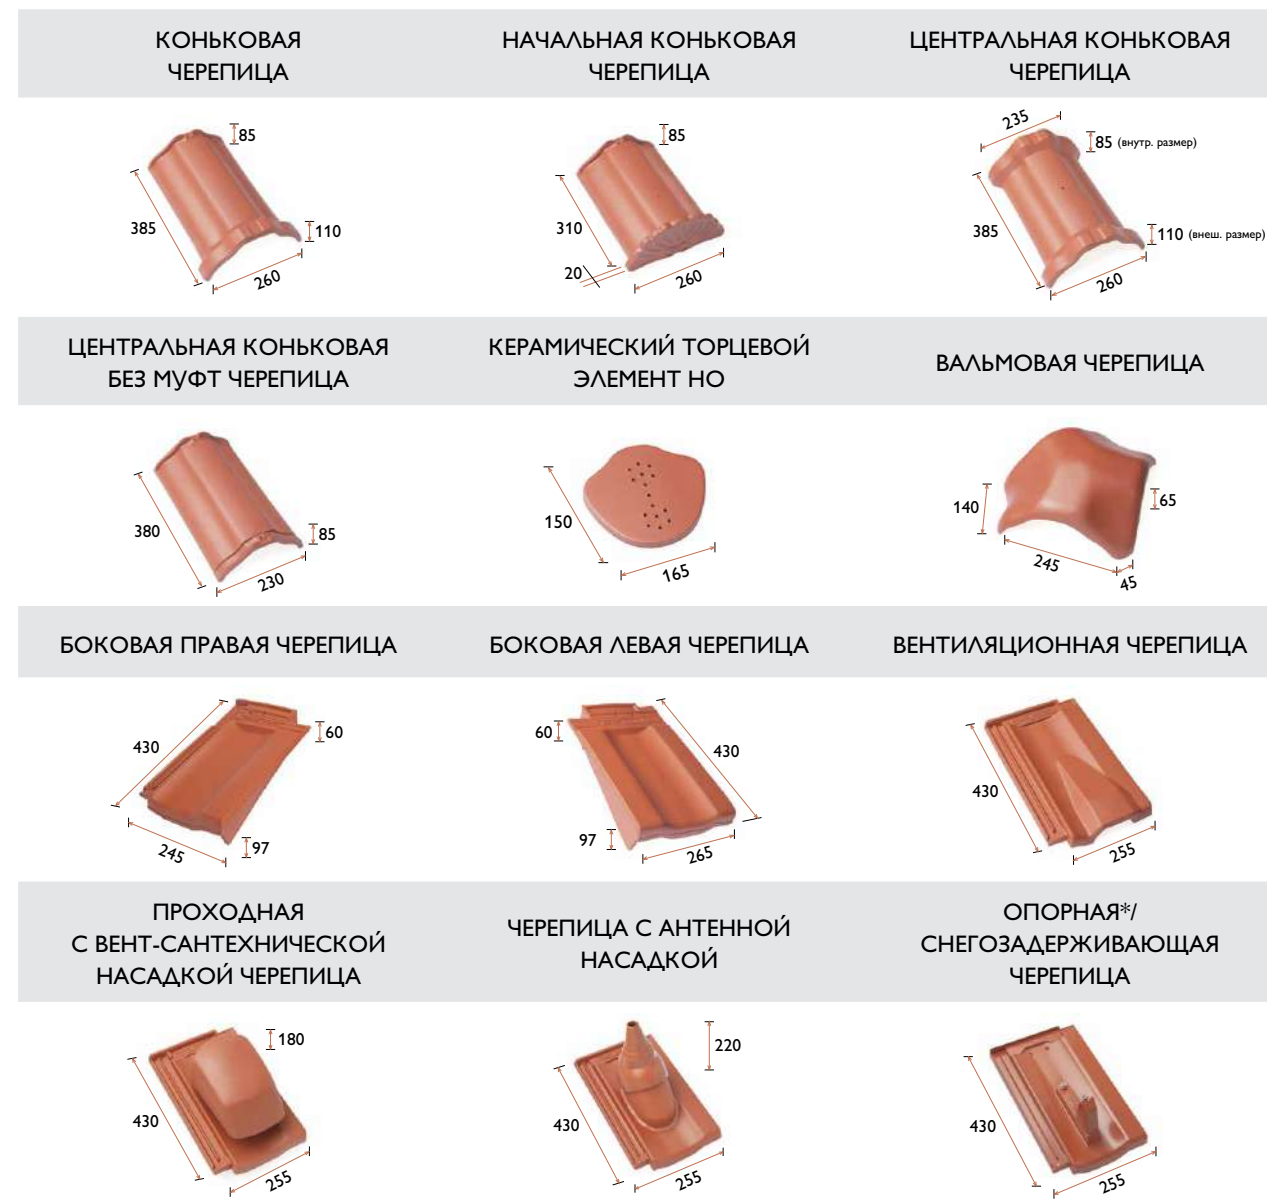 КОНЬКОВАЯ
ЧЕРЕПИЦА
НАЧАЛЬНАЯ КОНЬКОВАЯ
ЧЕРЕПИЦА
ЦЕНТРАЛЬНАЯ КОНЬКОВАЯ
ЧЕРЕПИЦА
85
385
110
260
85
310
20
260
235
85 (внутр. размер)
385
110 (внеш. размер)
260
ЦЕНТРАЛЬНАЯ КОНЬКОВАЯ
БЕЗ МУФТ ЧЕРЕПИЦА
КЕРАМИЧЕСКИЙ ТОРЦЕВОЙ
ЭЛЕМЕНТ НО
ВАЛЬМОВАЯ ЧЕРЕПИЦА
380
85
230
150
165
140
65
245
45
БОКОВАЯ ПРАВАЯ ЧЕРЕПИЦА
БОКОВАЯ ЛЕВАЯ ЧЕРЕПИЦА
ВЕНТИЛЯЦИОННАЯ ЧЕРЕПИЦА
430
60
245
97
60
430
97
265
430
255
ПРОХОДНАЯ
С ВЕНТ-САНТЕХНИЧЕСКОЙ
НАСАДКОЙ ЧЕРЕПИЦА
ЧЕРЕПИЦА С АНТЕННОЙ
НАСАДКОЙ
ОПОРНАЯ*/
СНЕГОЗАДЕРЖИВАЮЩАЯ
ЧЕРЕПИЦА
180
430
255
220
430
255
430
255